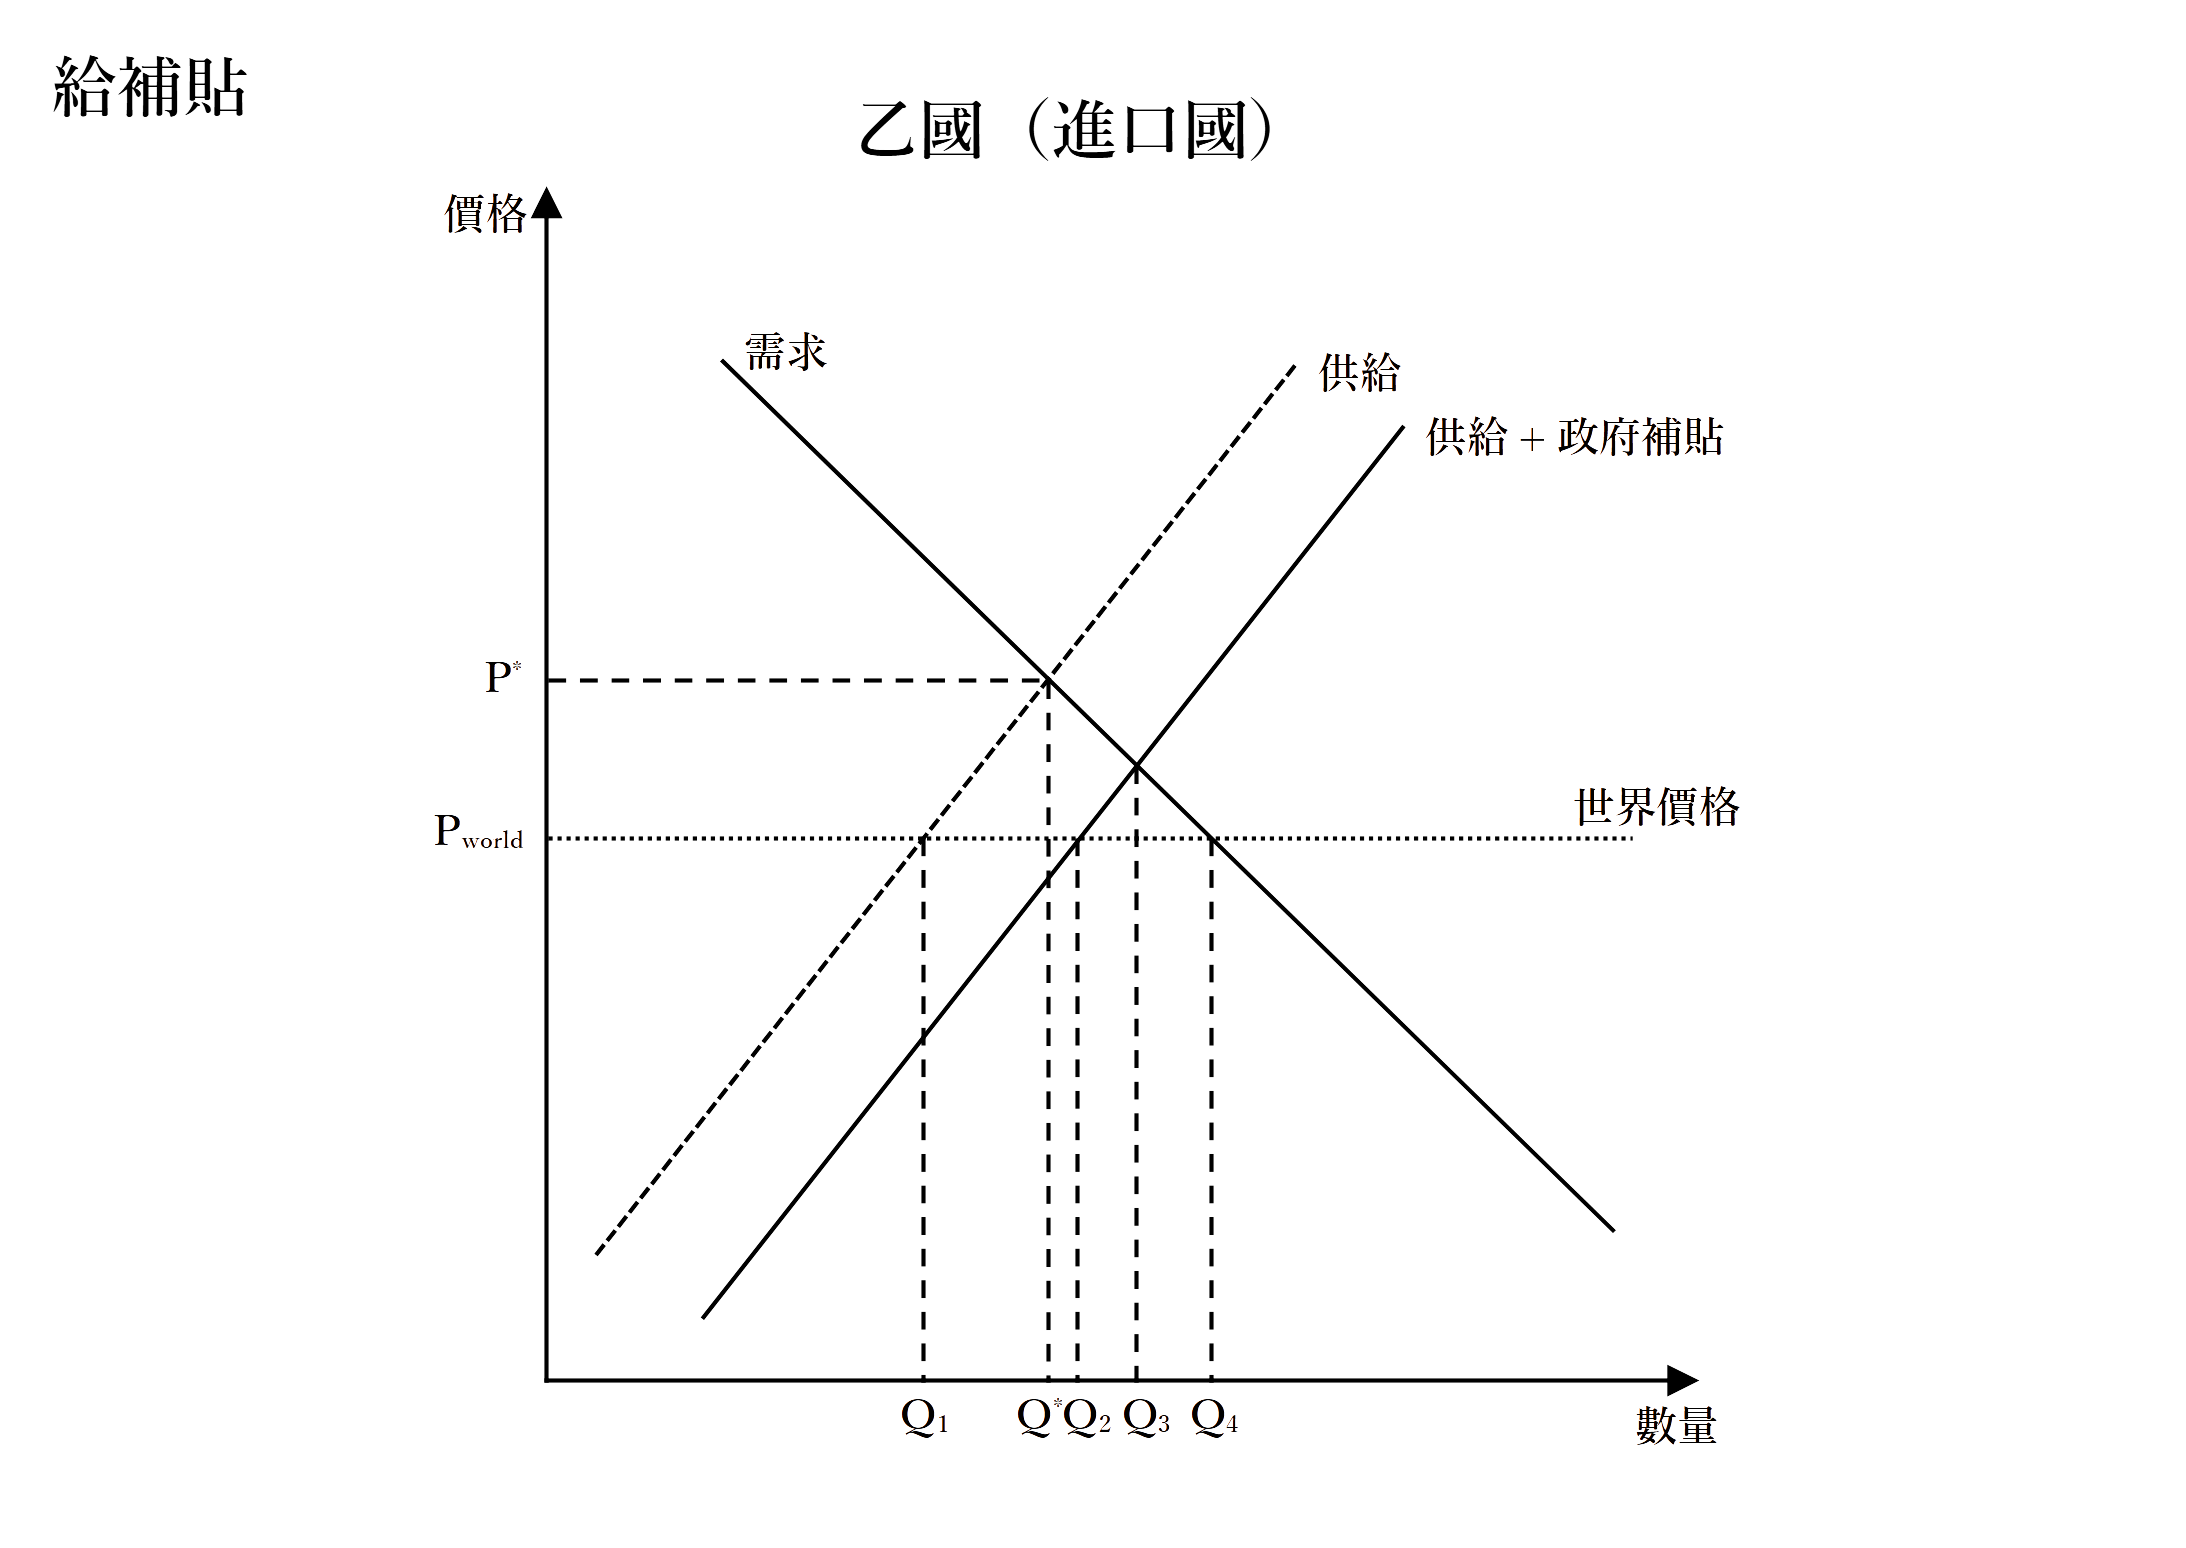 給補貼
乙國（進口國）
價格
需求
供給
供給 + 政府補貼
P*
世界價格
Pworld
Q1
Q*
Q2
Q3
Q4
數量